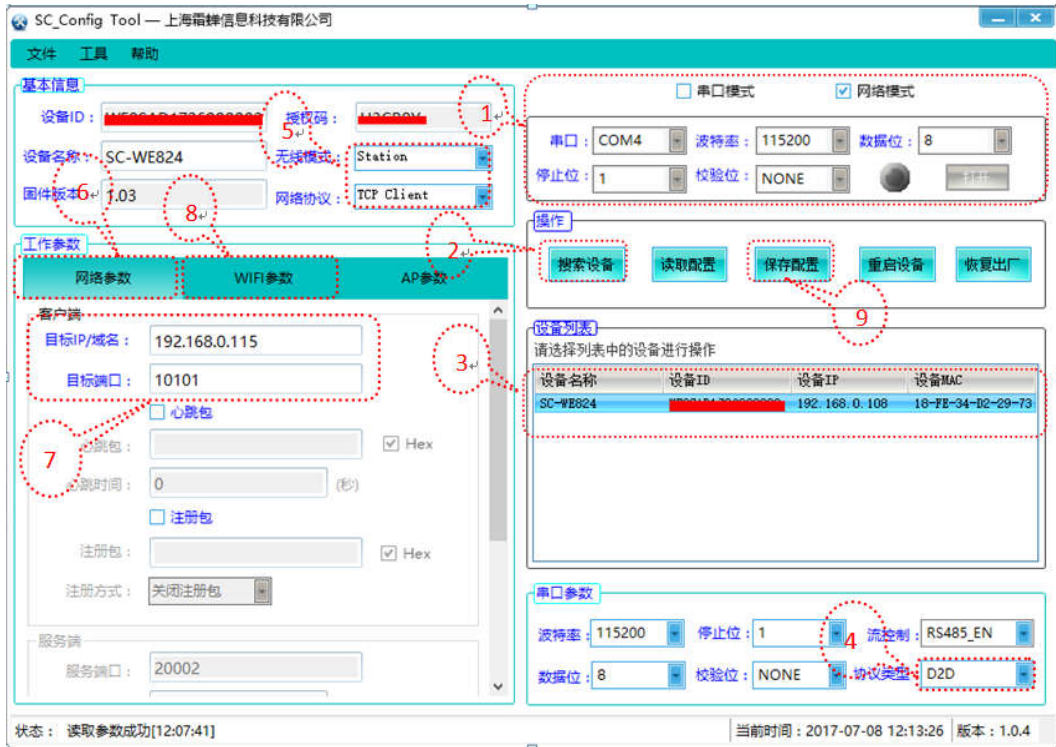 SC_Config Tool — 上海霜蝉信息科技有限公司
文件 工具 帮助
基本信息
设备ID：
授权码：
设备名称： SC-WE824
无线模式： Station
固件版本 1.03
网络协议： TCP Client
工作参数
网络参数 WIFI参数 AP参数
客户端
目标IP/域名： 192.168.0.115
目标端口： 10101
心跳包
心跳包： Hex
心跳时间： 0 (秒)
注册包
注册包： Hex
注册方式： 关闭注册包
服务端
服务端口： 20002
串口模式 网络模式
串口： COM4 波特率： 115200 数据位： 8
停止位： 1 校验位： NONE 打开
操作
搜索设备 读取配置 保存配置 重启设备 恢复出厂
设备列表
请选择列表中的设备进行操作
设备名称 设备ID 设备IP 设备MAC
SC-WE824 192.168.0.108 18-FE-34-D2-29-73
串口参数
波特率： 115200 停止位： 1 流控制： RS485_EN
数据位： 8 校验位： NONE 协议类型 D2D
1
2
3
4
5
6
7
8
9
状态： 读取参数成功[12:07:41]
当前时间：2017-07-08 12:13:26 版本：1.0.4